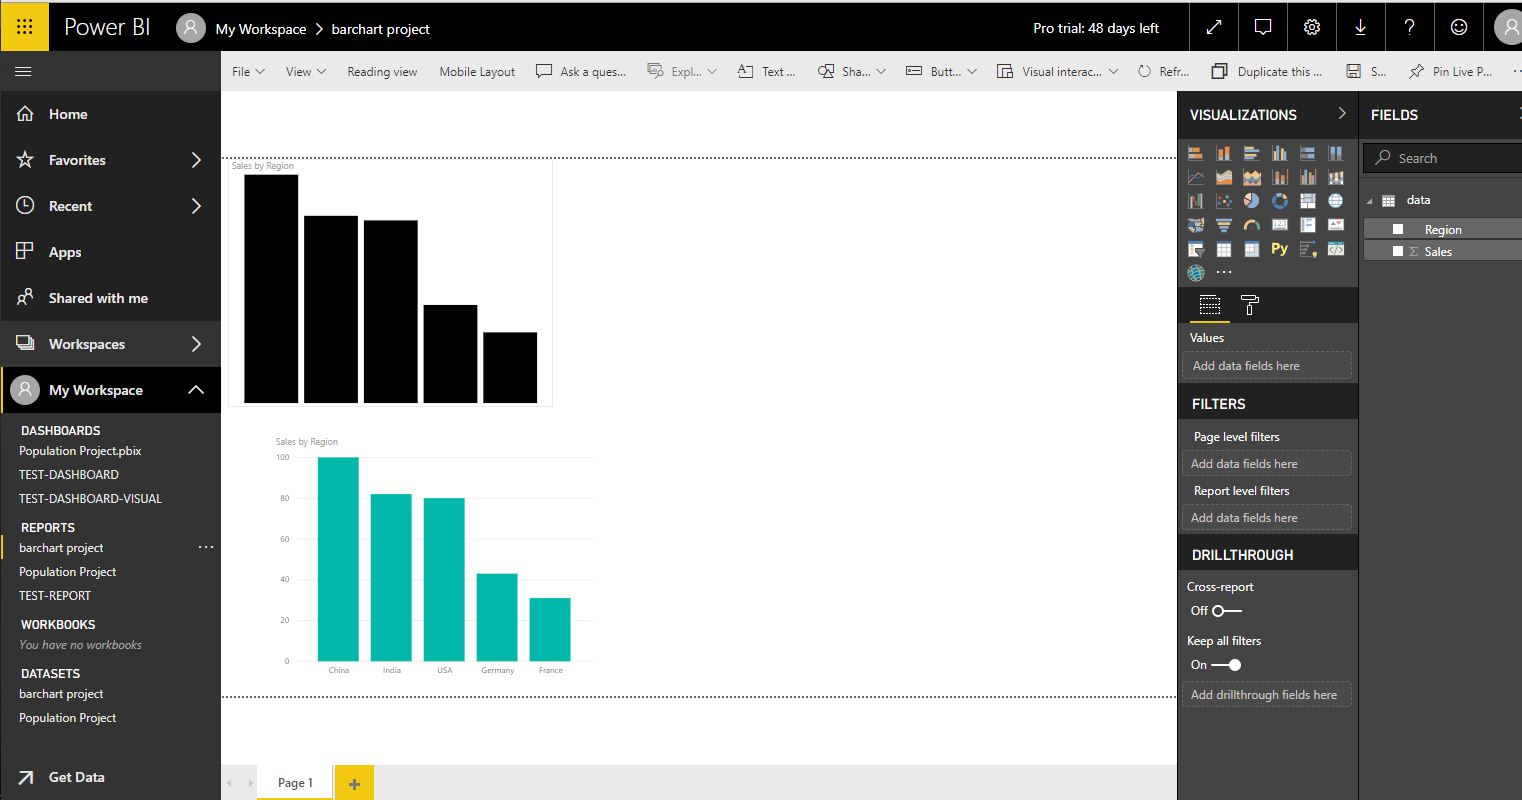 Power BI
My Workspace > barchart project
Pro trial: 48 days left
?
File
View
Reading view
Mobile Layout
Ask a ques...
Expl...
Text ...
Sha...
Butt...
Visual interac...
Refr...
Duplicate this ...
S...
Pin Live P...
Home
Favorites
Recent
Apps
Shared with me
Workspaces
My Workspace
DASHBOARDS
Population Project.pbix
TEST-DASHBOARD
TEST-DASHBOARD-VISUAL
REPORTS
barchart project
Population Project
TEST-REPORT
WORKBOOKS
You have no workbooks
DATASETS
barchart project
Population Project
Get Data
Sales by Region
Sales by Region
100
80
60
40
20
0
China
India
USA
Germany
France
Page 1
VISUALIZATIONS
Py
Values
Add data fields here
FILTERS
Page level filters
Add data fields here
Report level filters
Add data fields here
DRILLTHROUGH
Cross-report
Off
Keep all filters
On
Add drillthrough fields here
FIELDS
Search
data
Region
Σ Sales